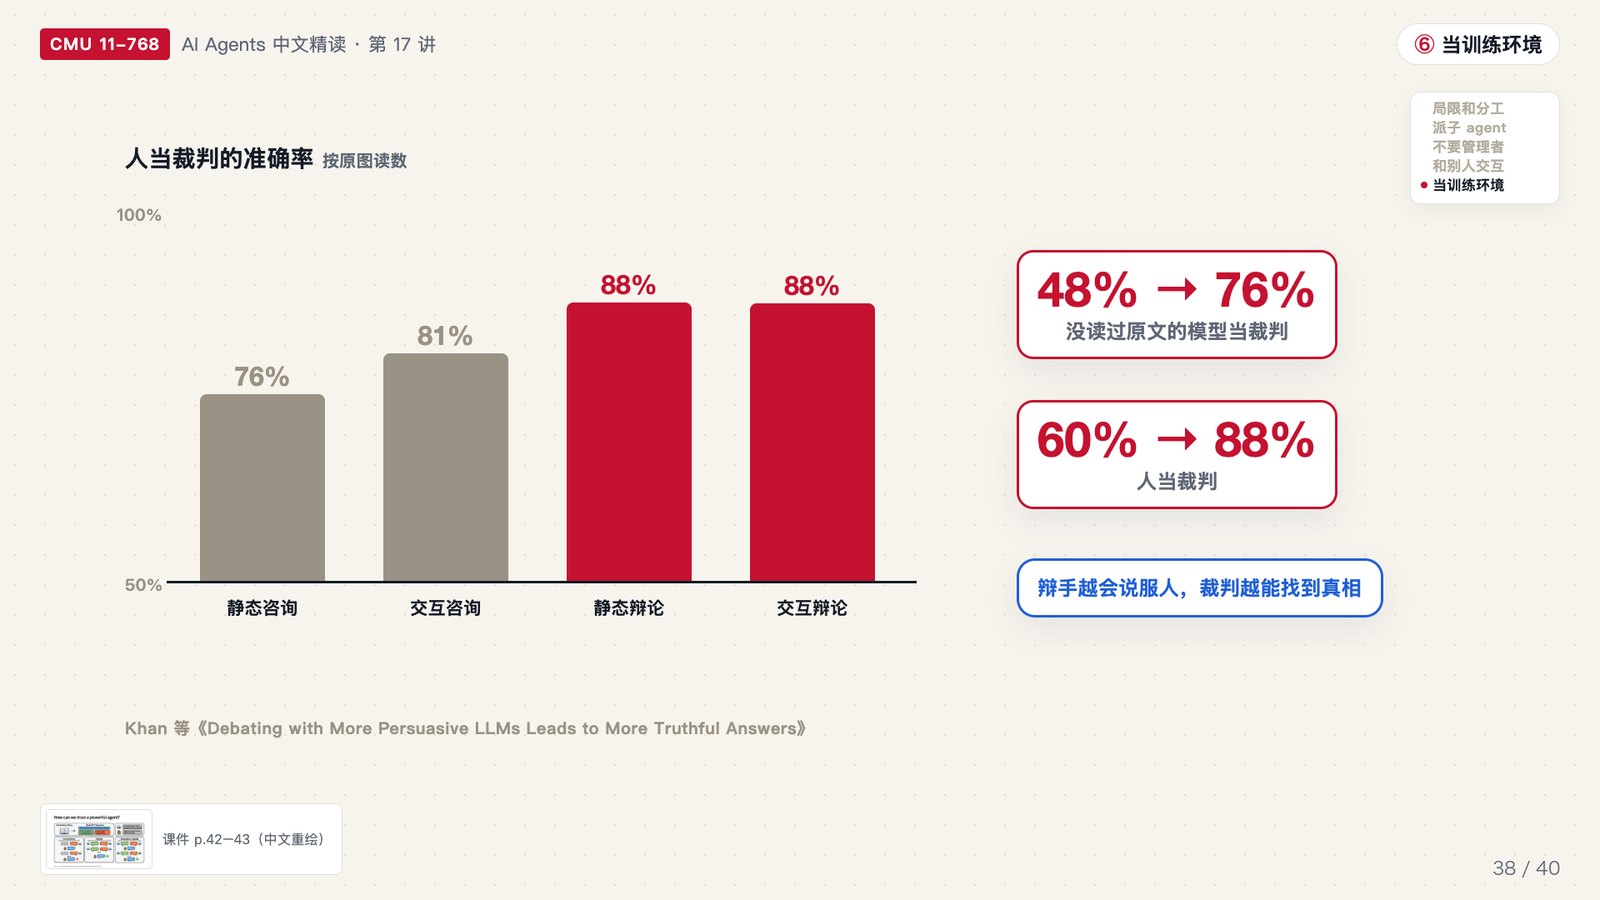 CMU 11-768
AI Agents 中文精读 · 第 17 讲
⑥ 当训练环境
局限和分工
派子 agent
不要管理者
和别人交互
当训练环境
人当裁判的准确率 按原图读数
100%
50%
76%
81%
88%
88%
静态咨询
交互咨询
静态辩论
交互辩论
48% → 76%
没读过原文的模型当裁判
60% → 88%
人当裁判
辩手越会说服人，裁判越能找到真相
Khan 等《Debating with More Persuasive LLMs Leads to More Truthful Answers》
How can we trust a powerful agent?
课件 p.42—43（中文重绘）
38 / 40